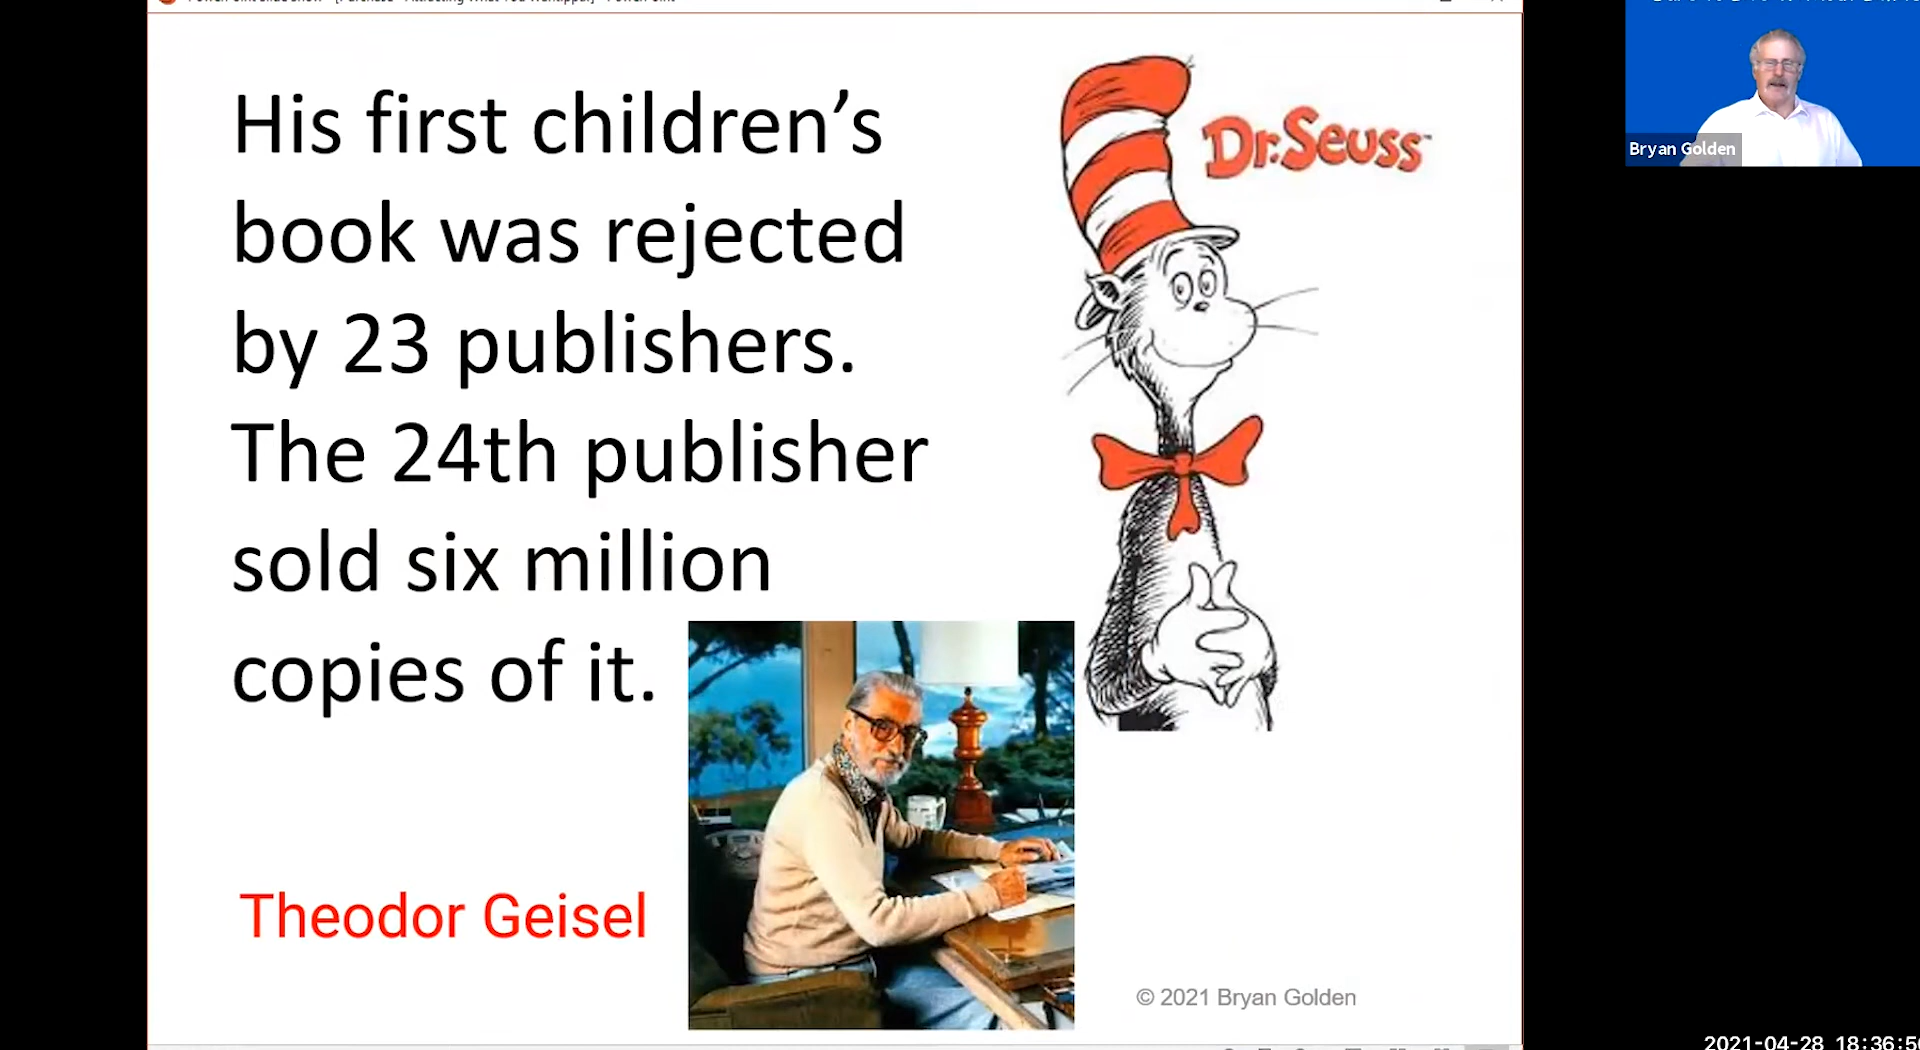 His first children’s
book was rejected
by 23 publishers.
The 24th publisher
sold six million
copies of it.
Theodor Geisel
Dr. Seuss
© 2021 Bryan Golden
Bryan Golden
2021-04-28 18:36:5